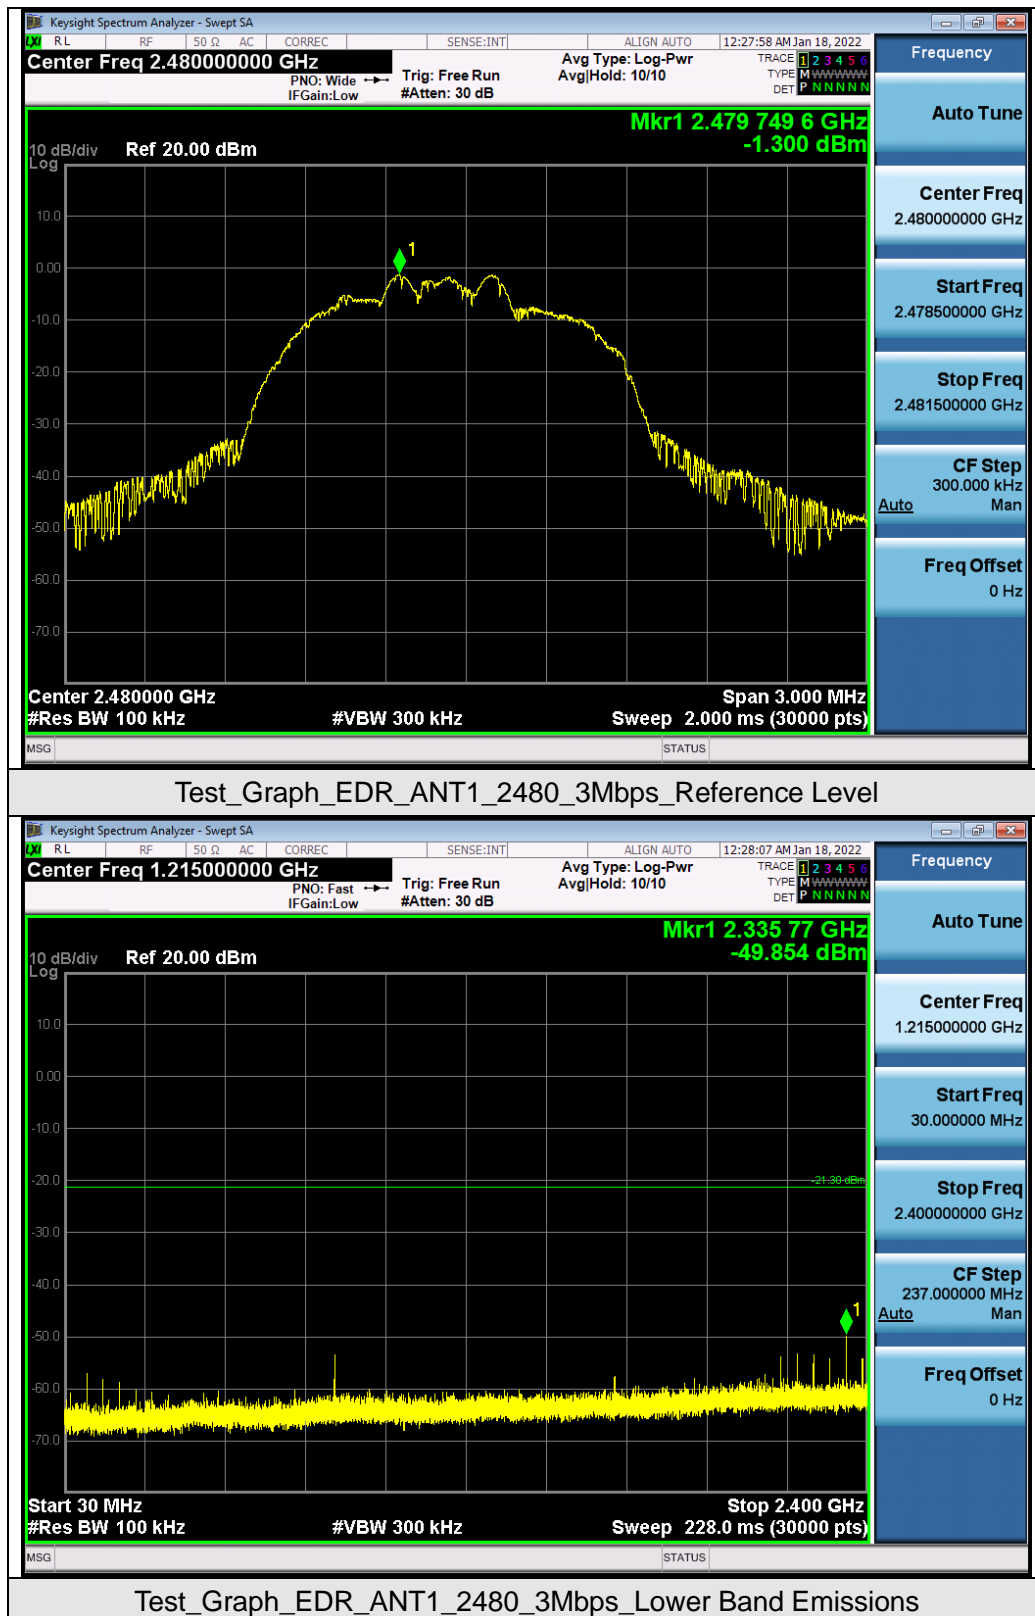 Keysight Spectrum Analyzer - Swept SA
LXI RL RF 50 Ω AC CORREC SENSE:INT ALIGN AUTO 12:27:58 AM Jan 18, 2022
Center Freq 2.480000000 GHz
PNO: Wide
IFGain:Low
Trig: Free Run
#Atten: 30 dB
Avg Type: Log-Pwr
Avg|Hold: 10/10
TRACE 1 2 3 4 5 6
TYPE M WWWWW
DET P N N N N N
Mkr1 2.479 749 6 GHz
-1.300 dBm
10 dB/div Ref 20.00 dBm
Log
10.0
0.00
-10.0
-20.0
-30.0
-40.0
-50.0
-60.0
-70.0
1
Center 2.480000 GHz Span 3.000 MHz
#Res BW 100 kHz #VBW 300 kHz Sweep 2.000 ms (30000 pts)
MSG STATUS
Frequency
Auto Tune
Center Freq
2.480000000 GHz
Start Freq
2.478500000 GHz
Stop Freq
2.481500000 GHz
CF Step
300.000 kHz
Auto Man
Freq Offset
0 Hz
Test_Graph_EDR_ANT1_2480_3Mbps_Reference Level
Keysight Spectrum Analyzer - Swept SA
LXI RL RF 50 Ω AC CORREC SENSE:INT ALIGN AUTO 12:28:07 AM Jan 18, 2022
Center Freq 1.215000000 GHz
PNO: Fast
IFGain:Low
Trig: Free Run
#Atten: 30 dB
Avg Type: Log-Pwr
Avg|Hold: 10/10
TRACE 1 2 3 4 5 6
TYPE M WWWWW
DET P N N N N N
Mkr1 2.335 77 GHz
-49.854 dBm
10 dB/div Ref 20.00 dBm
Log
10.0
0.00
-10.0
-20.0
-30.0
-40.0
-50.0
-60.0
-70.0
-21.30 dBm
1
Start 30 MHz Stop 2.400 GHz
#Res BW 100 kHz #VBW 300 kHz Sweep 228.0 ms (30000 pts)
MSG STATUS
Frequency
Auto Tune
Center Freq
1.215000000 GHz
Start Freq
30.000000 MHz
Stop Freq
2.400000000 GHz
CF Step
237.000000 MHz
Auto Man
Freq Offset
0 Hz
Test_Graph_EDR_ANT1_2480_3Mbps_Lower Band Emissions